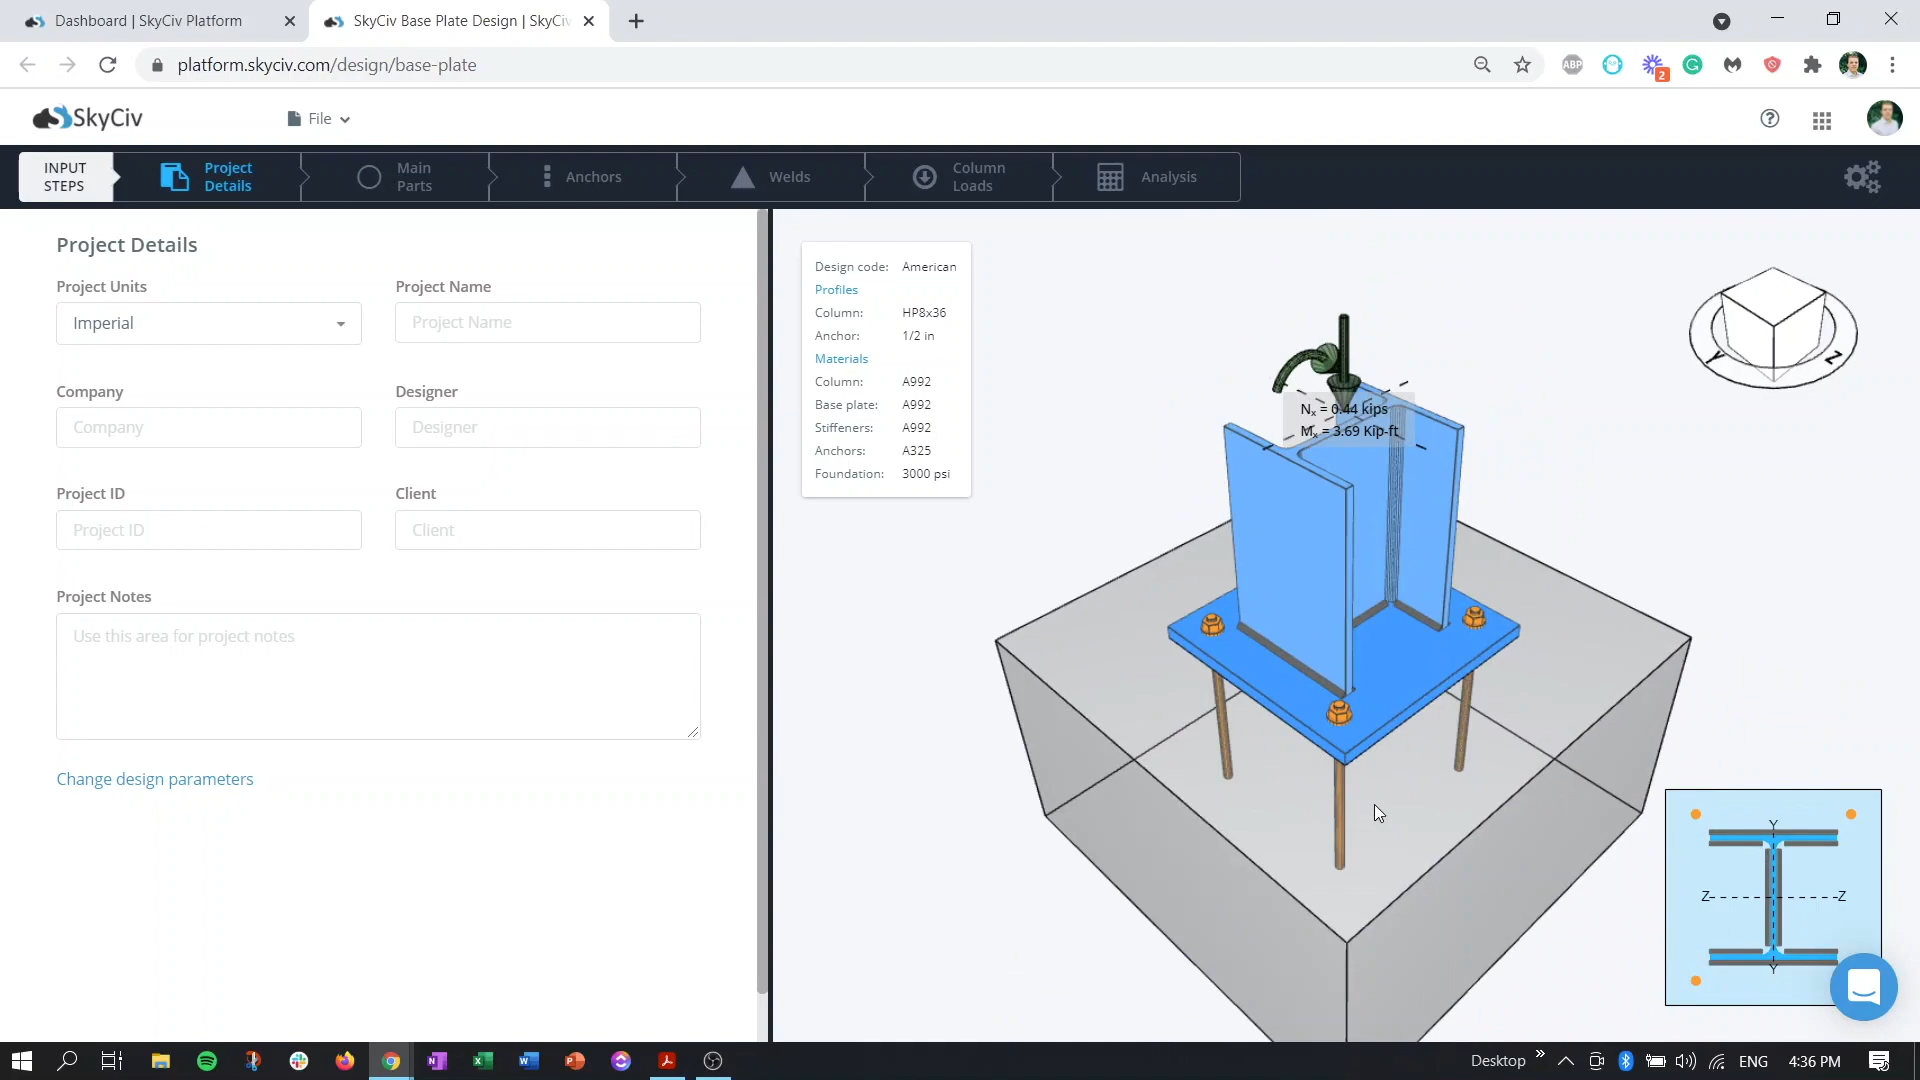 Dashboard | SkyCiv Platform
SkyCiv Base Plate Design | SkyCiv
platform.skyciv.com/design/base-plate
ABP
2
SkyCiv
File
INPUT
STEPS
Project
Details
Main
Parts
Anchors
Welds
Column
Loads
Analysis
Project Details
Project Units
Project Name
Imperial
Project Name
Company
Designer
Company
Designer
Project ID
Client
Project ID
Client
Project Notes
Use this area for project notes
Change design parameters
Design code: American
Profiles
Column: HP8x36
Anchor: 1/2 in
Materials
Column: A992
Base plate: A992
Stiffeners: A992
Anchors: A325
Foundation: 3000 psi
Nx = 0.44 kips
Mx = 3.69 Kip-ft
Y
Z
Y
Z
Z
Y
Desktop
ENG
4:36 PM